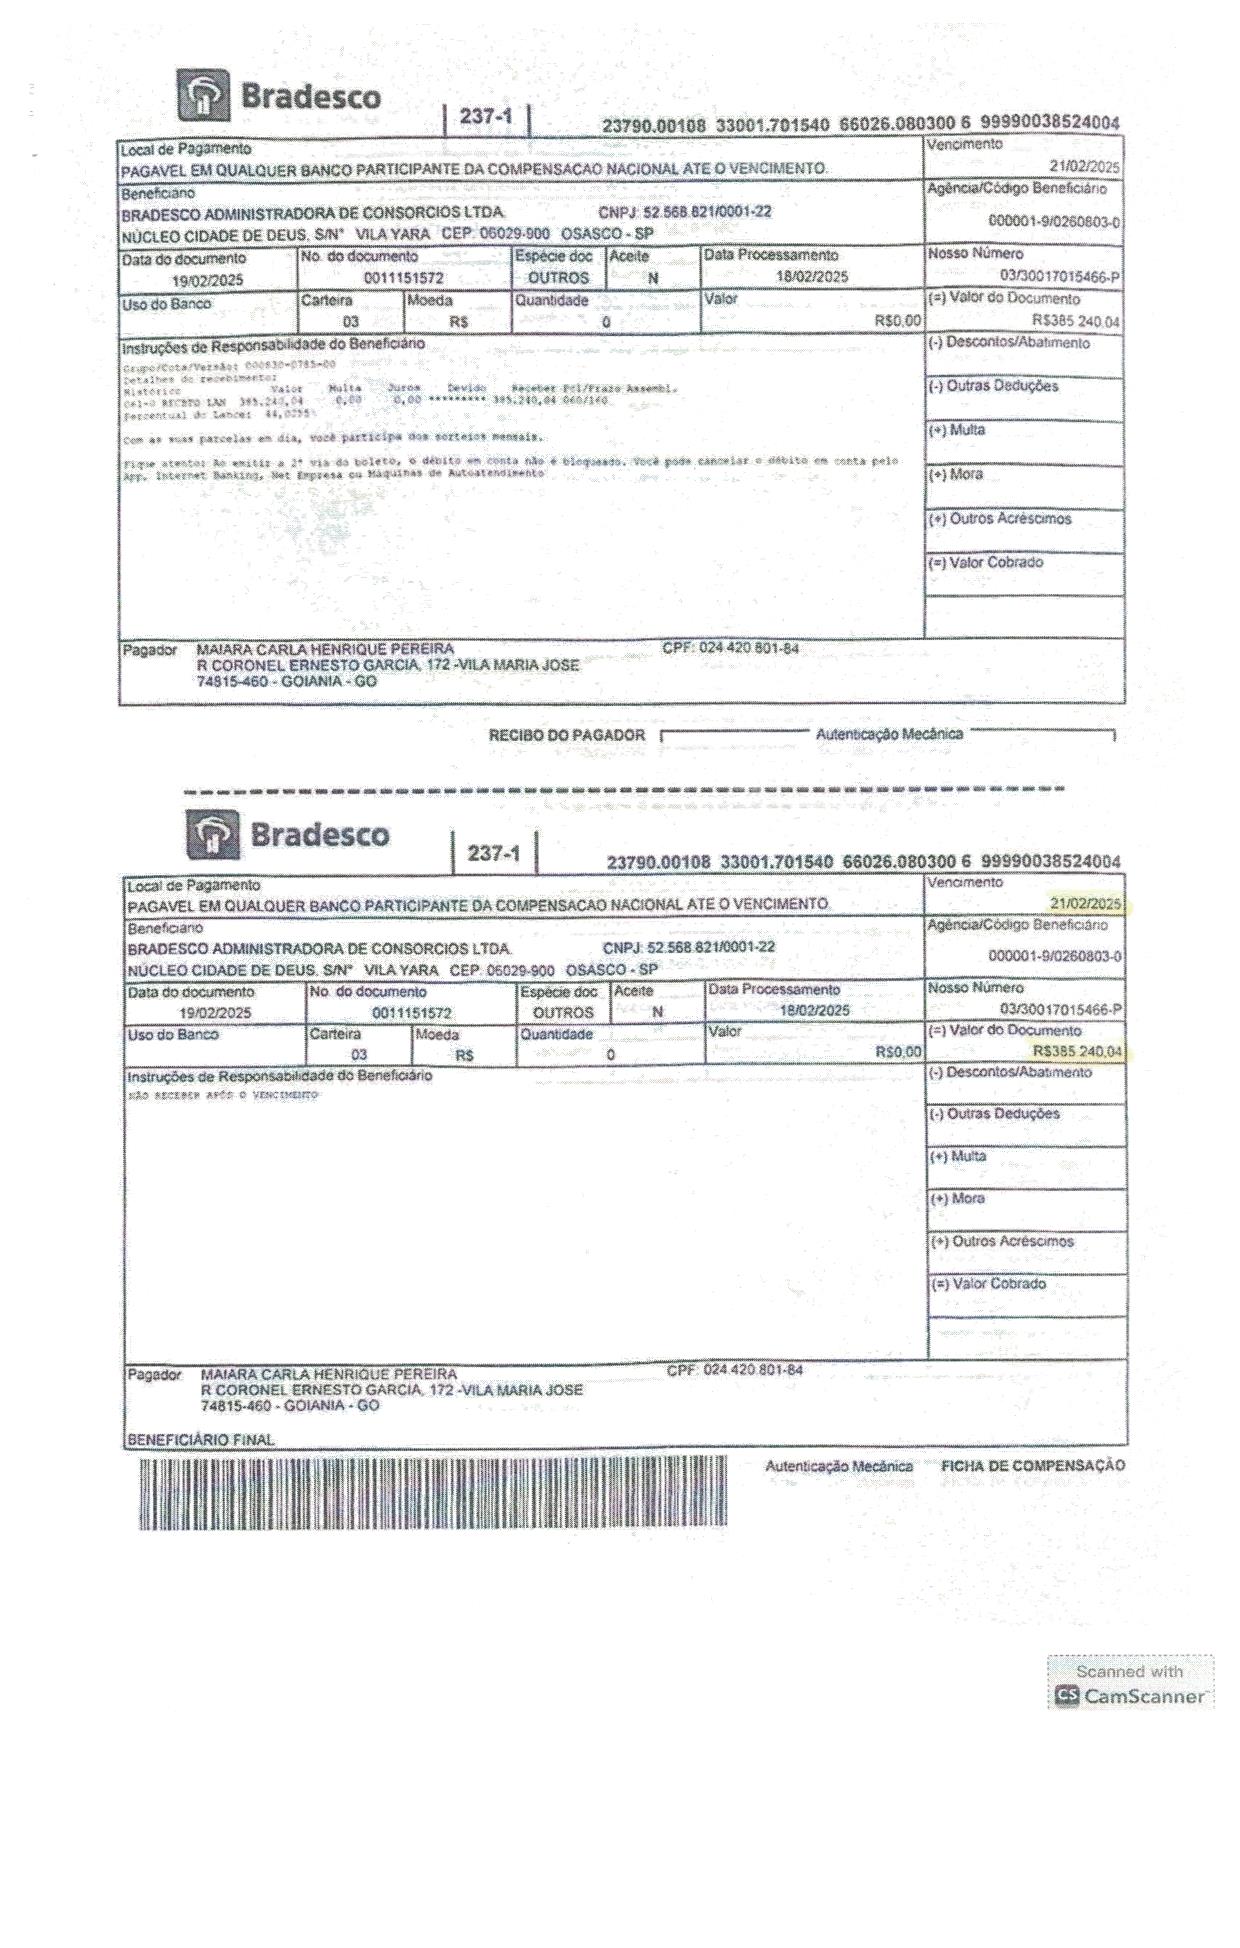 Bradesco
237-1
23790.00108 33001.701540 66026.080300 6 99990038524004
Local de Pagamento
Vencimento
PAGAVEL EM QUALQUER BANCO PARTICIPANTE DA COMPENSACAO NACIONAL ATE O VENCIMENTO.
21/02/2025
Beneficiano
Agência/Código Beneficiário
BRADESCO ADMINISTRADORA DE CONSORCIOS LTDA. CNPJ: 52.568.821/0001-22
000001-9/0260803-0
NÚCLEO CIDADE DE DEUS, S/N° VILA YARA CEP: 06029-900 OSASCO - SP
Data do documento No. do documento Espécie doc Aceite Data Processamento Nosso Número
19/02/2025 0011151572 OUTROS N 18/02/2025 03/30017015466-P
Uso do Banco Carteira Moeda Quantidade Valor (=) Valor do Documento
03 R$ 0 R$0,00 R$385.240,04
Instruções de Responsabilidade do Beneficiário
(-) Descontos/Abatimento
Grupo/Cota/Versão: 000830-0785-00
Detalhes do recebimento:
Histórico Valor Multa Juros Devido Receber Pcl/Prazo Assembl.
RECBTO LAN 385.240,04 0,00 0,00 ********* 385.240,04 060/160
Percentual do Lance: 44,0255%
(-) Outras Deduções
(+) Multa
Com as suas parcelas em dia, você participa dos sorteios mensais.
Fique atento: Ao emitir a 2ª via do boleto, o débito em conta não é bloqueado. Você pode cancelar o débito em conta pelo
App, Internet Banking, Net Empresa ou Máquinas de Autoatendimento
(+) Mora
(+) Outros Acréscimos
(=) Valor Cobrado
Pagador MAIARA CARLA HENRIQUE PEREIRA CPF: 024.420.801-84
R CORONEL ERNESTO GARCIA, 172 -VILA MARIA JOSE
74815-460 - GOIANIA - GO
RECIBO DO PAGADOR Autenticação Mecânica
Bradesco
237-1
23790.00108 33001.701540 66026.080300 6 99990038524004
Local de Pagamento
Vencimento
PAGAVEL EM QUALQUER BANCO PARTICIPANTE DA COMPENSACAO NACIONAL ATE O VENCIMENTO.
21/02/2025
Beneficiano
Agência/Código Beneficiário
BRADESCO ADMINISTRADORA DE CONSORCIOS LTDA. CNPJ: 52.568.821/0001-22
000001-9/0260803-0
NÚCLEO CIDADE DE DEUS, S/N° VILA YARA CEP: 06029-900 OSASCO - SP
Data do documento No. do documento Espécie doc Aceite Data Processamento Nosso Número
19/02/2025 0011151572 OUTROS N 18/02/2025 03/30017015466-P
Uso do Banco Carteira Moeda Quantidade Valor (=) Valor do Documento
03 R$ 0 R$0,00 R$385.240,04
Instruções de Responsabilidade do Beneficiário
(-) Descontos/Abatimento
NÃO RECEBER APÓS O VENCIMENTO
(-) Outras Deduções
(+) Multa
(+) Mora
(+) Outros Acréscimos
(=) Valor Cobrado
Pagador MAIARA CARLA HENRIQUE PEREIRA CPF: 024.420.801-84
R CORONEL ERNESTO GARCIA, 172 -VILA MARIA JOSE
74815-460 - GOIANIA - GO
BENEFICIÁRIO FINAL
Autenticação Mecânica FICHA DE COMPENSAÇÃO
Scanned with
CS CamScanner